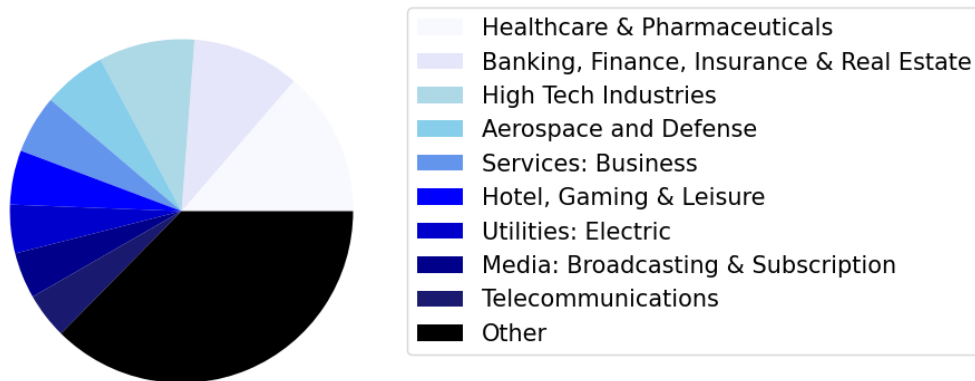 Healthcare & Pharmaceuticals
Banking, Finance, Insurance & Real Estate
High Tech Industries
Aerospace and Defense
Services: Business
Hotel, Gaming & Leisure
Utilities: Electric
Media: Broadcasting & Subscription
Telecommunications
Other